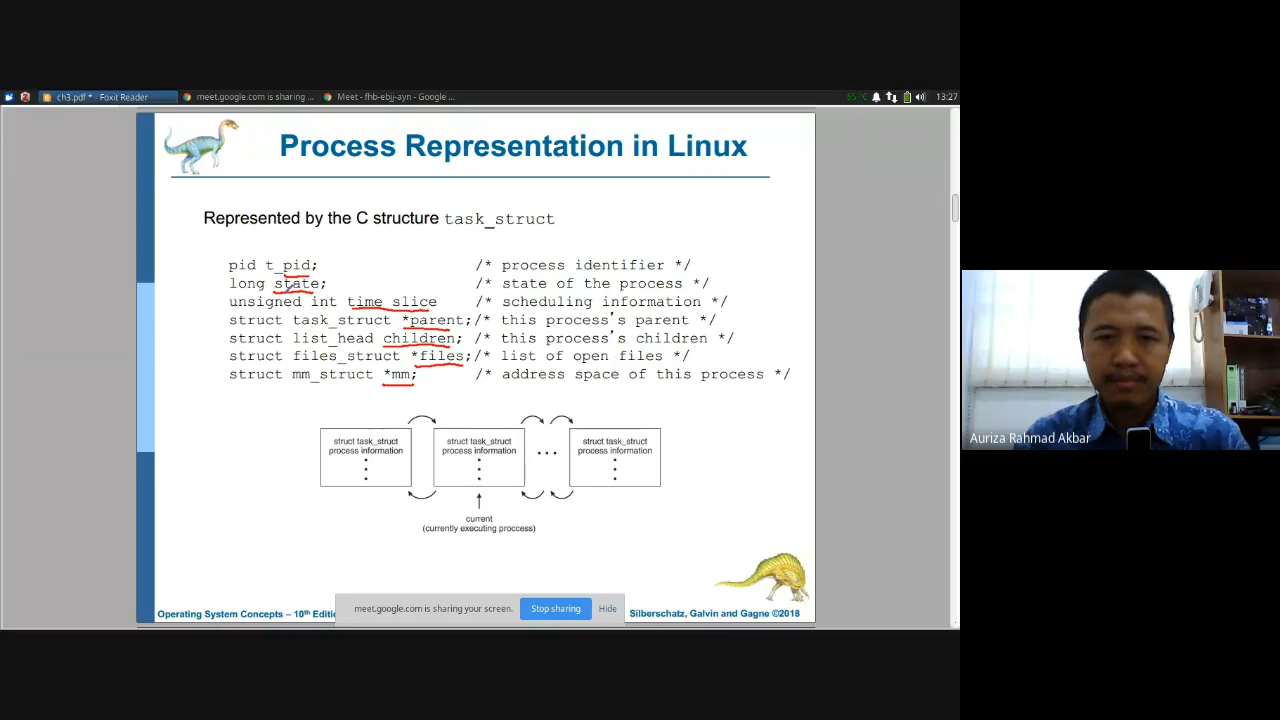 ch3.pdf * - Foxit Reader
meet.google.com is sharing ...
Meet - fhb-ebjj-ayn - Google ...
55°C
13:27
Process Representation in Linux
Represented by the C structure task_struct
pid t_pid; /* process identifier */
long state; /* state of the process */
unsigned int time_slice /* scheduling information */
struct task_struct *parent;/* this process's parent */
struct list_head children; /* this process's children */
struct files_struct *files;/* list of open files */
struct mm_struct *mm; /* address space of this process */
struct task_struct
process information
struct task_struct
process information
• • •
struct task_struct
process information
current
(currently executing proccess)
Operating System Concepts – 10th Editio
meet.google.com is sharing your screen.
Stop sharing
Hide
Silberschatz, Galvin and Gagne ©2018
Auriza Rahmad Akbar